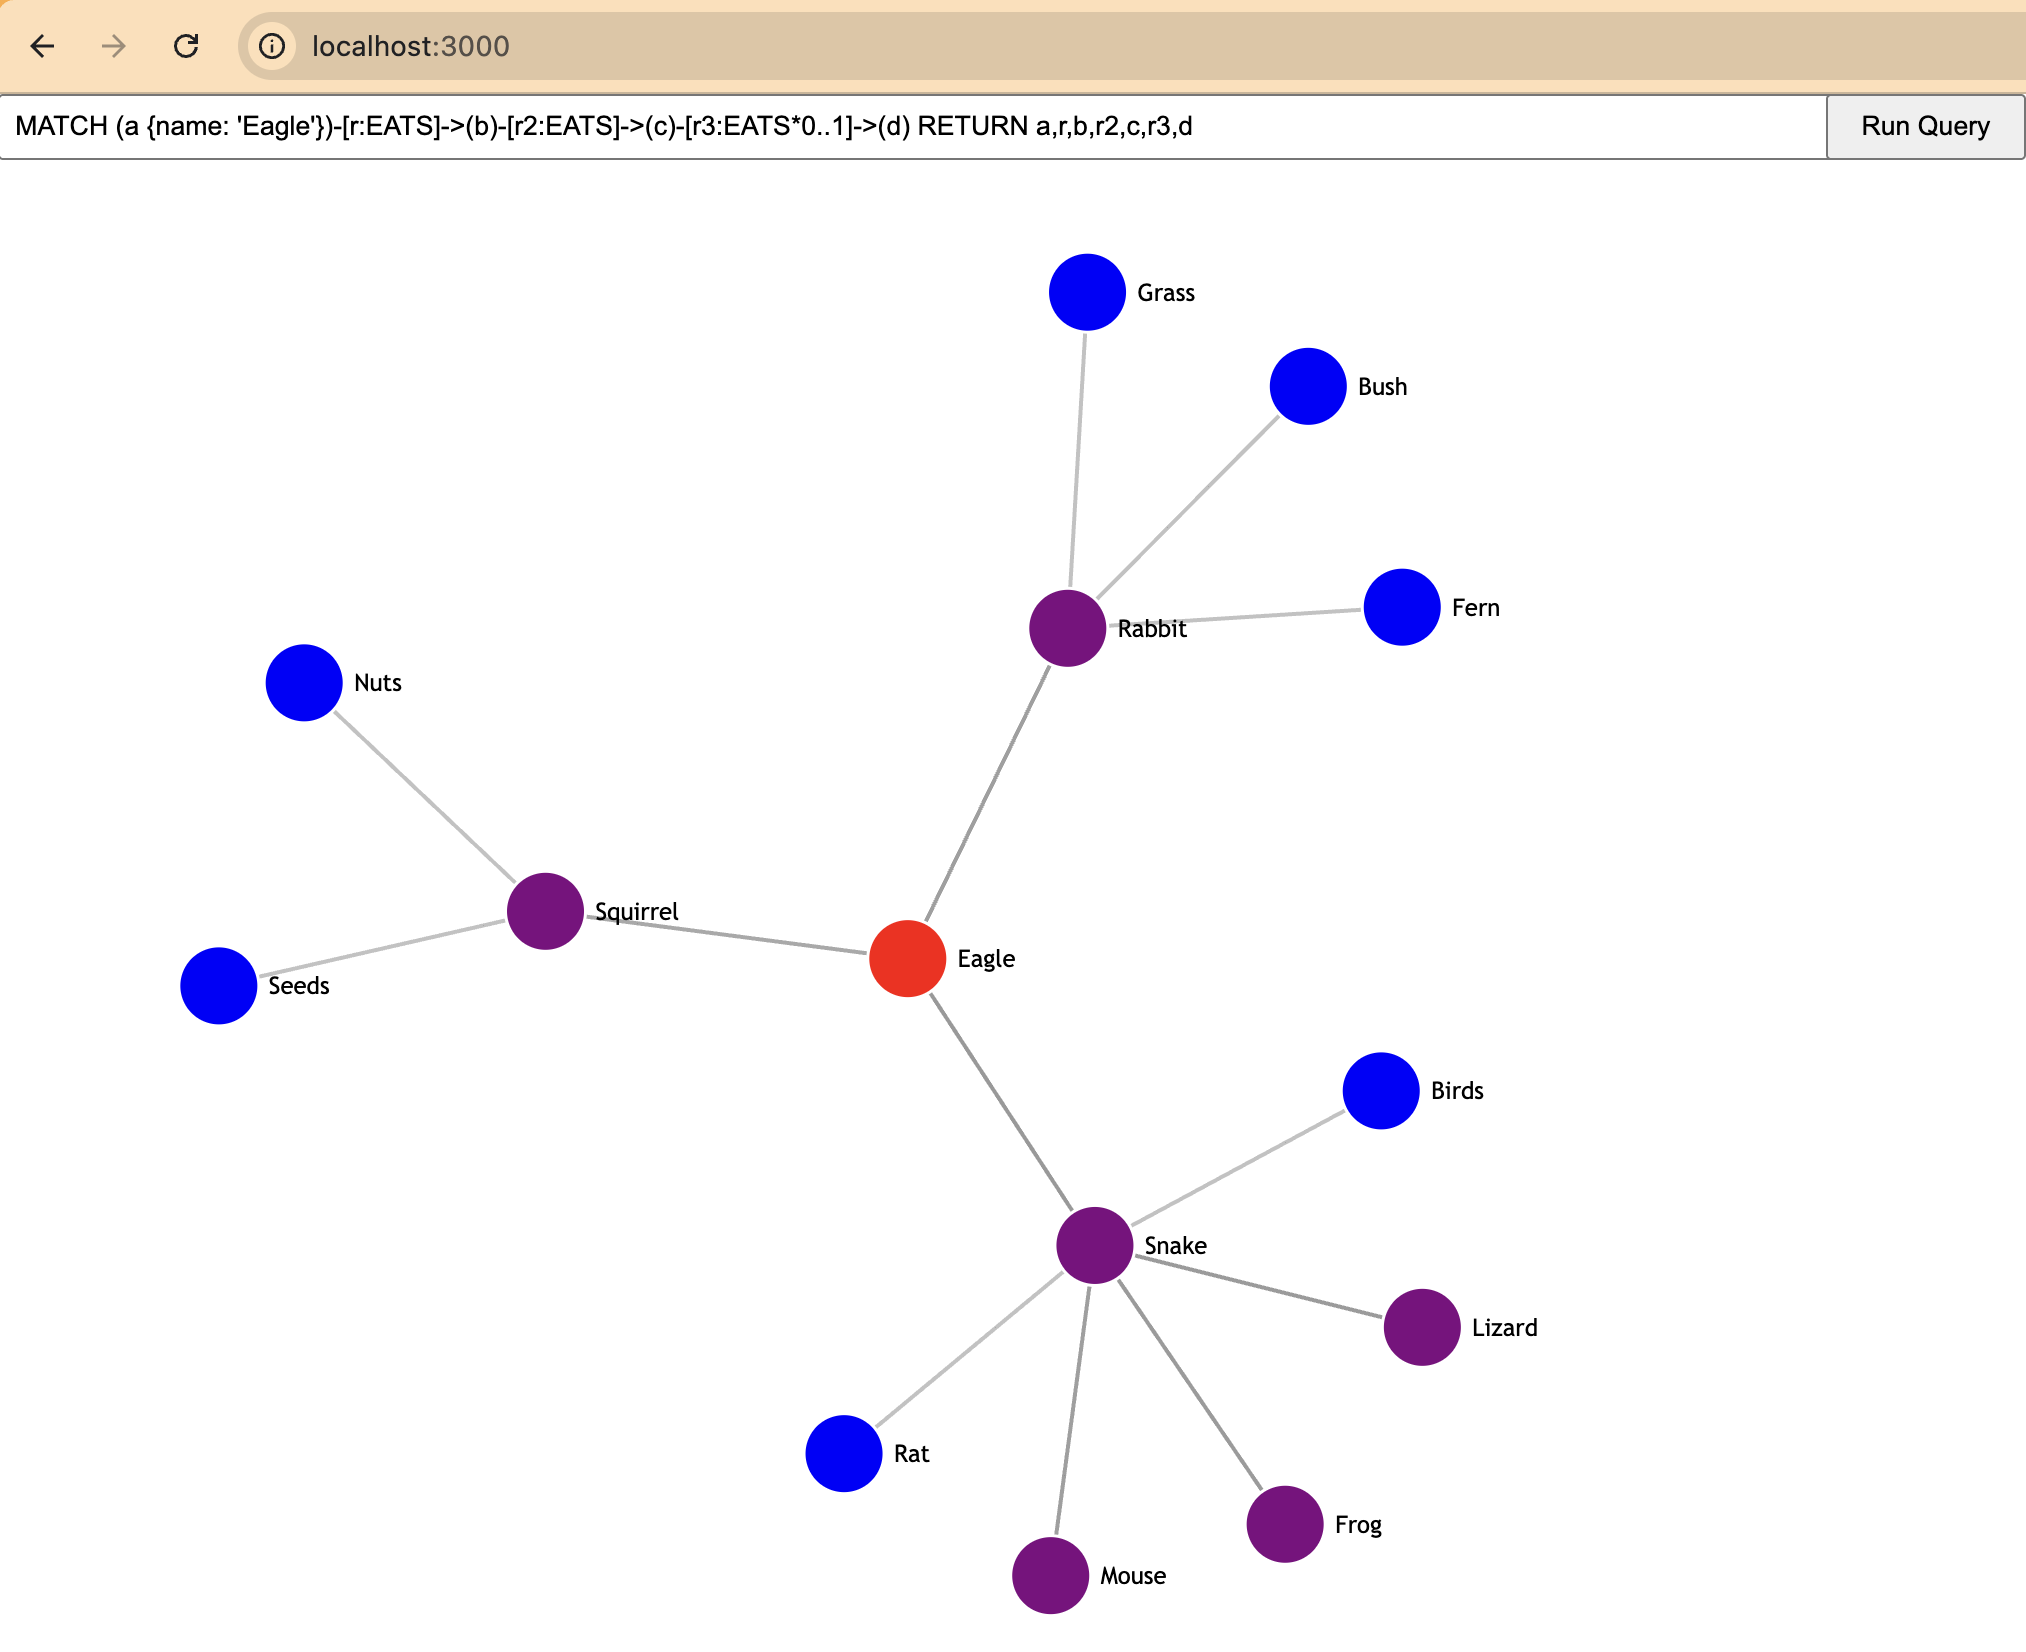 localhost:3000
MATCH (a {name: 'Eagle'})-[r:EATS]->(b)-[r2:EATS]->(c)-[r3:EATS*0..1]->(d) RETURN a,r,b,r2,c,r3,d
Run Query
Grass
Bush
Fern
Rabbit
Nuts
Squirrel
Eagle
Seeds
Birds
Snake
Lizard
Rat
Frog
Mouse